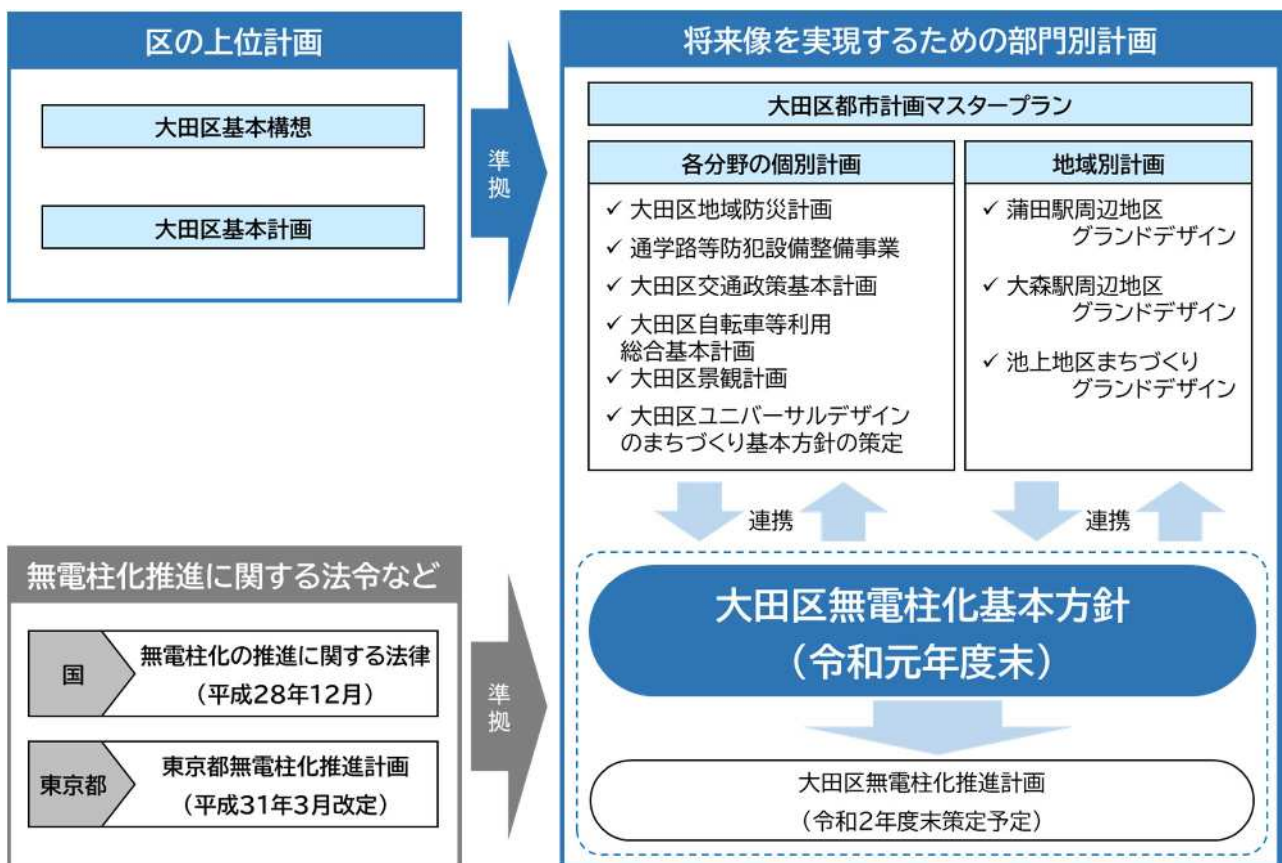 区の上位計画
大田区基本構想
大田区基本計画
準
拠
無電柱化推進に関する法令など
国
無電柱化の推進に関する法律
（平成28年12月）
東京都
東京都無電柱化推進計画
（平成31年3月改定）
準
拠
将来像を実現するための部門別計画
大田区都市計画マスタープラン
各分野の個別計画
✓ 大田区地域防災計画
✓ 通学路等防犯設備整備事業
✓ 大田区交通政策基本計画
✓ 大田区自転車等利用
総合基本計画
✓ 大田区景観計画
✓ 大田区ユニバーサルデザイン
のまちづくり基本方針の策定
地域別計画
✓ 蒲田駅周辺地区
グランドデザイン
✓ 大森駅周辺地区
グランドデザイン
✓ 池上地区まちづくり
グランドデザイン
連携
連携
大田区無電柱化基本方針
（令和元年度末）
大田区無電柱化推進計画
（令和2年度末策定予定）